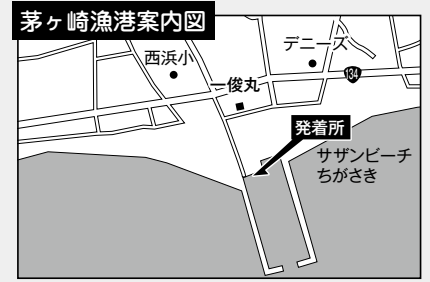 茅ヶ崎漁港案内図
デニーズ
西浜小
134
一俊丸
発着所
サザンビーチ
ちがさき